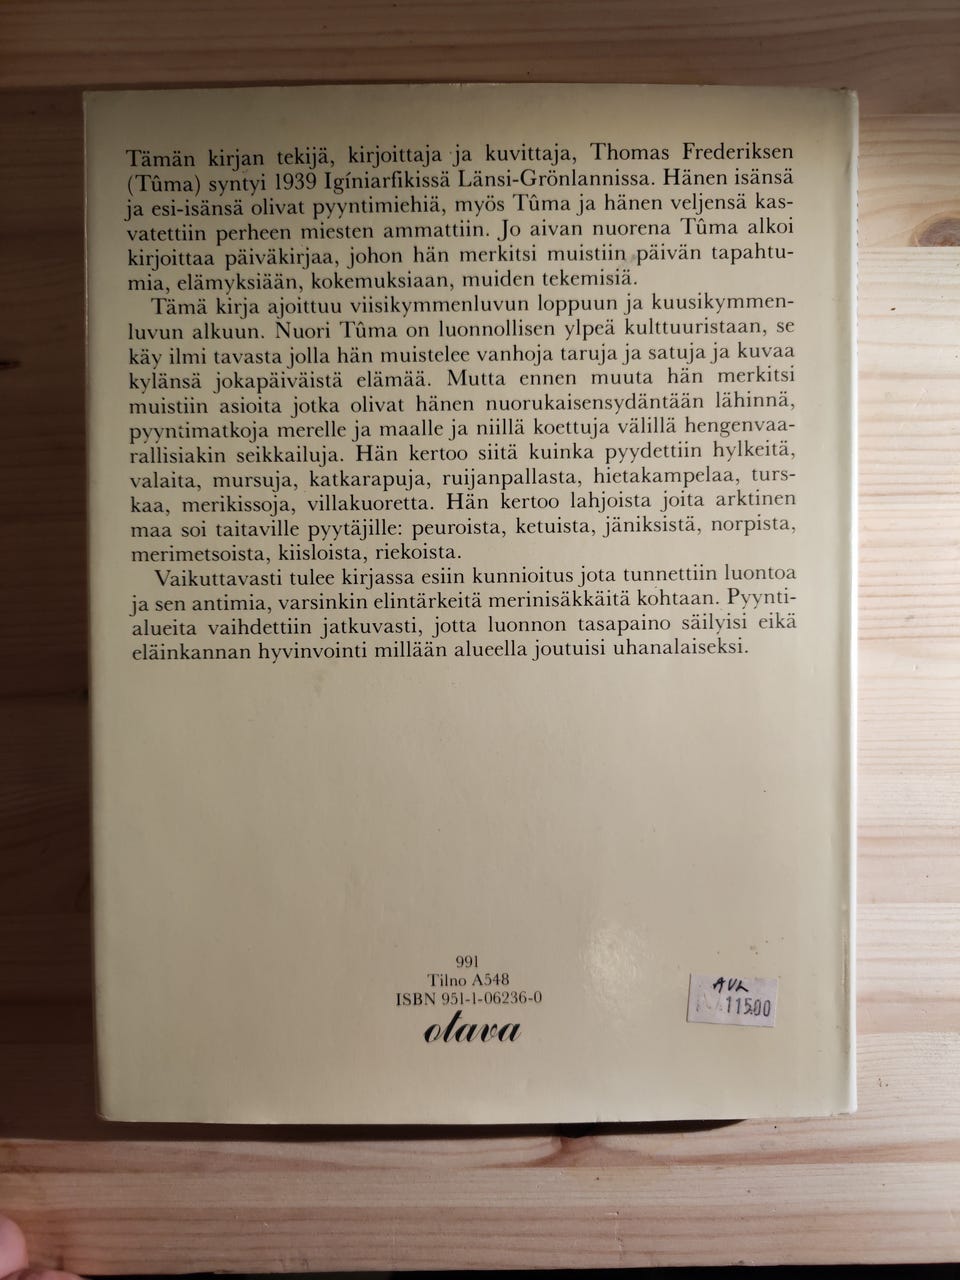 Tämän kirjan tekijä, kirjoittaja ja kuvittaja, Thomas Frederiksen
(Tûma) syntyi 1939 Igíniarfikissä Länsi-Grönlannissa. Hänen isänsä
ja esi-isänsä olivat pyyntimiehiä, myös Tûma ja hänen veljensä kas-
vatettiin perheen miesten ammattiin. Jo aivan nuorena Tûma alkoi
kirjoittaa päiväkirjaa, johon hän merkitsi muistiin päivän tapahtu-
mia, elämyksiään, kokemuksiaan, muiden tekemisiä.
Tämä kirja ajoittuu viisikymmenluvun loppuun ja kuusikymmen-
luvun alkuun. Nuori Tûma on luonnollisen ylpeä kulttuuristaan, se
käy ilmi tavasta jolla hän muistelee vanhoja taruja ja satuja ja kuvaa
kylänsä jokapäiväistä elämää. Mutta ennen muuta hän merkitsi
muistiin asioita jotka olivat hänen nuorukaisensydäntään lähinnä,
pyyntimatkoja merelle ja maalle ja niillä koettuja välillä hengenvaa-
rallisiakin seikkailuja. Hän kertoo siitä kuinka pyydettiin hylkeitä,
valaita, mursuja, katkarapuja, ruijanpallasta, hietakampelaa, turs-
kaa, merikissoja, villakuoretta. Hän kertoo lahjoista joita arktinen
maa soi taitaville pyytäjille: peuroista, ketuista, jäniksistä, norpista,
merimetsoista, kiisloista, riekoista.
Vaikuttavasti tulee kirjassa esiin kunnioitus jota tunnettiin luontoa
ja sen antimia, varsinkin elintärkeitä merinisäkkäitä kohtaan. Pyynti-
alueita vaihdettiin jatkuvasti, jotta luonnon tasapaino säilyisi eikä
eläinkannan hyvinvointi millään alueella joutuisi uhanalaiseksi.
991
Tilno A548
ISBN 951-1-06236-0
otava
AVK
115.00